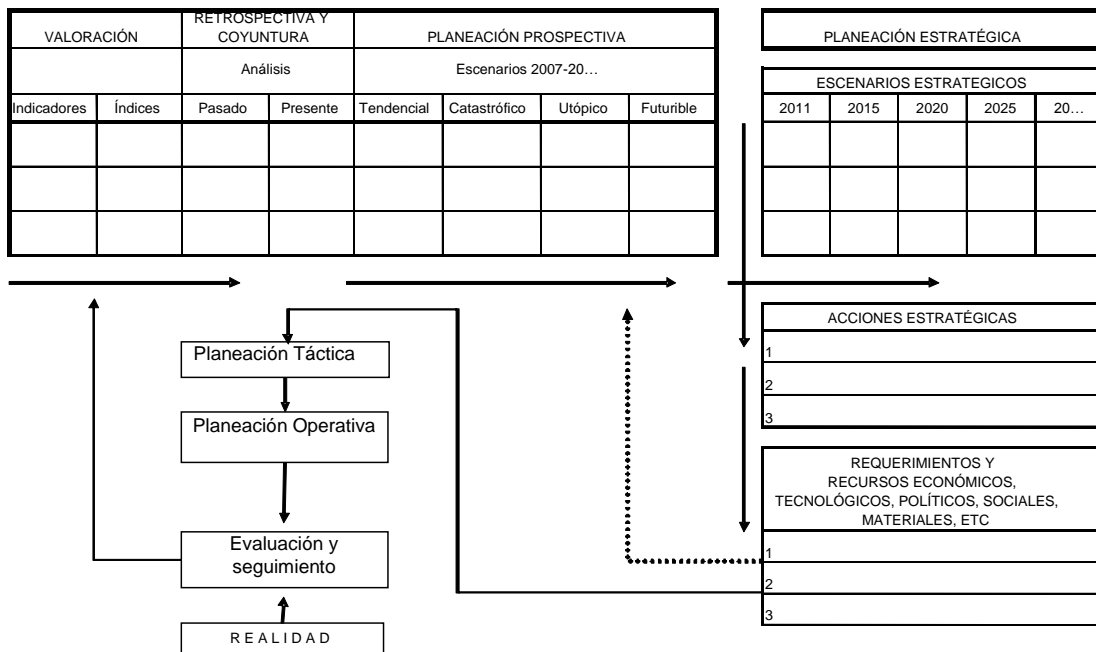 VALORACIÓN
RETROSPECTIVA Y
COYUNTURA
PLANEACIÓN PROSPECTIVA
Análisis
Escenarios 2007-20…
Indicadores
Índices
Pasado
Presente
Tendencial
Catastrófico
Utópico
Futurible
PLANEACIÓN ESTRATÉGICA
ESCENARIOS ESTRATEGICOS
2011
2015
2020
2025
20…
ACCIONES ESTRATÉGICAS
1
2
3
REQUERIMIENTOS Y
RECURSOS ECONÓMICOS,
TECNOLÓGICOS, POLÍTICOS, SOCIALES,
MATERIALES, ETC
1
2
3
Planeación Táctica
Planeación Operativa
Evaluación y
seguimiento
REALIDAD